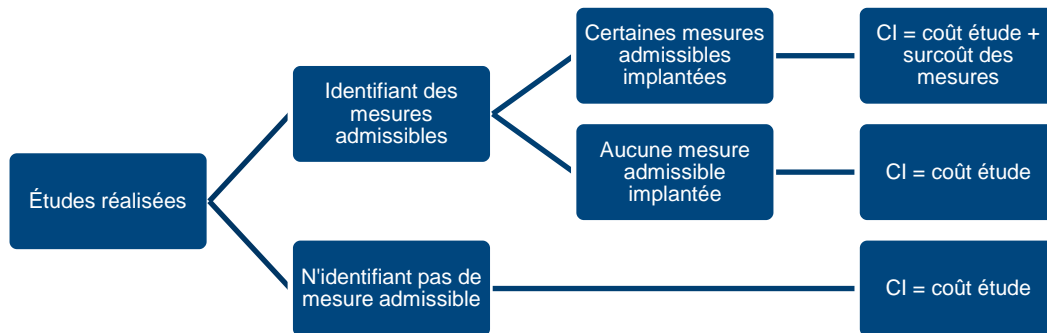 Études réalisées
Identifiant des
mesures
admissibles
Certaines mesures
admissibles
implantées
CI = coût étude +
surcoût des
mesures
Aucune mesure
admissible
implantée
CI = coût étude
N'identifiant pas de
mesure admissible
CI = coût étude